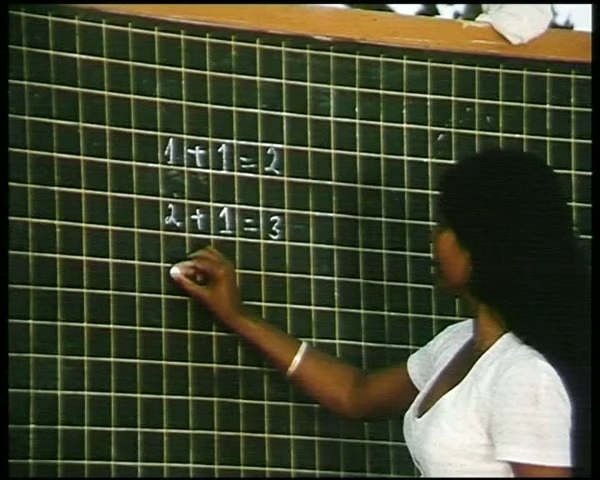 1 + 1 = 2
2 + 1 = 3